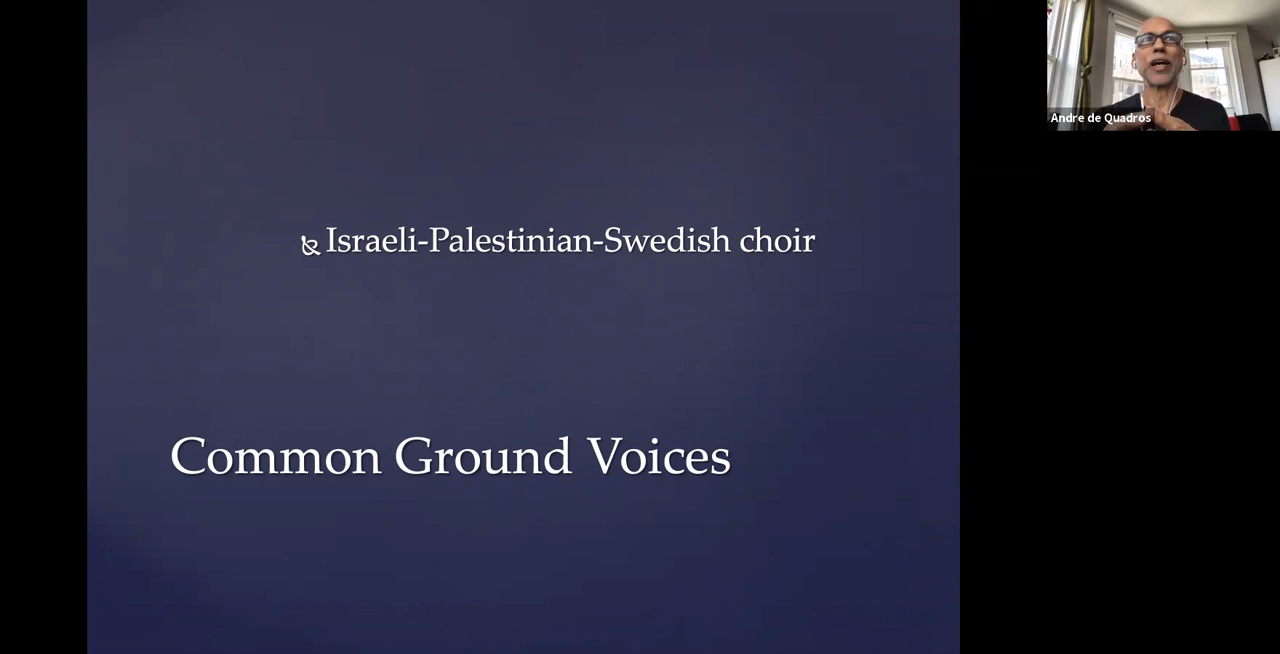 Israeli-Palestinian-Swedish choir
Common Ground Voices
Andre de Quadros